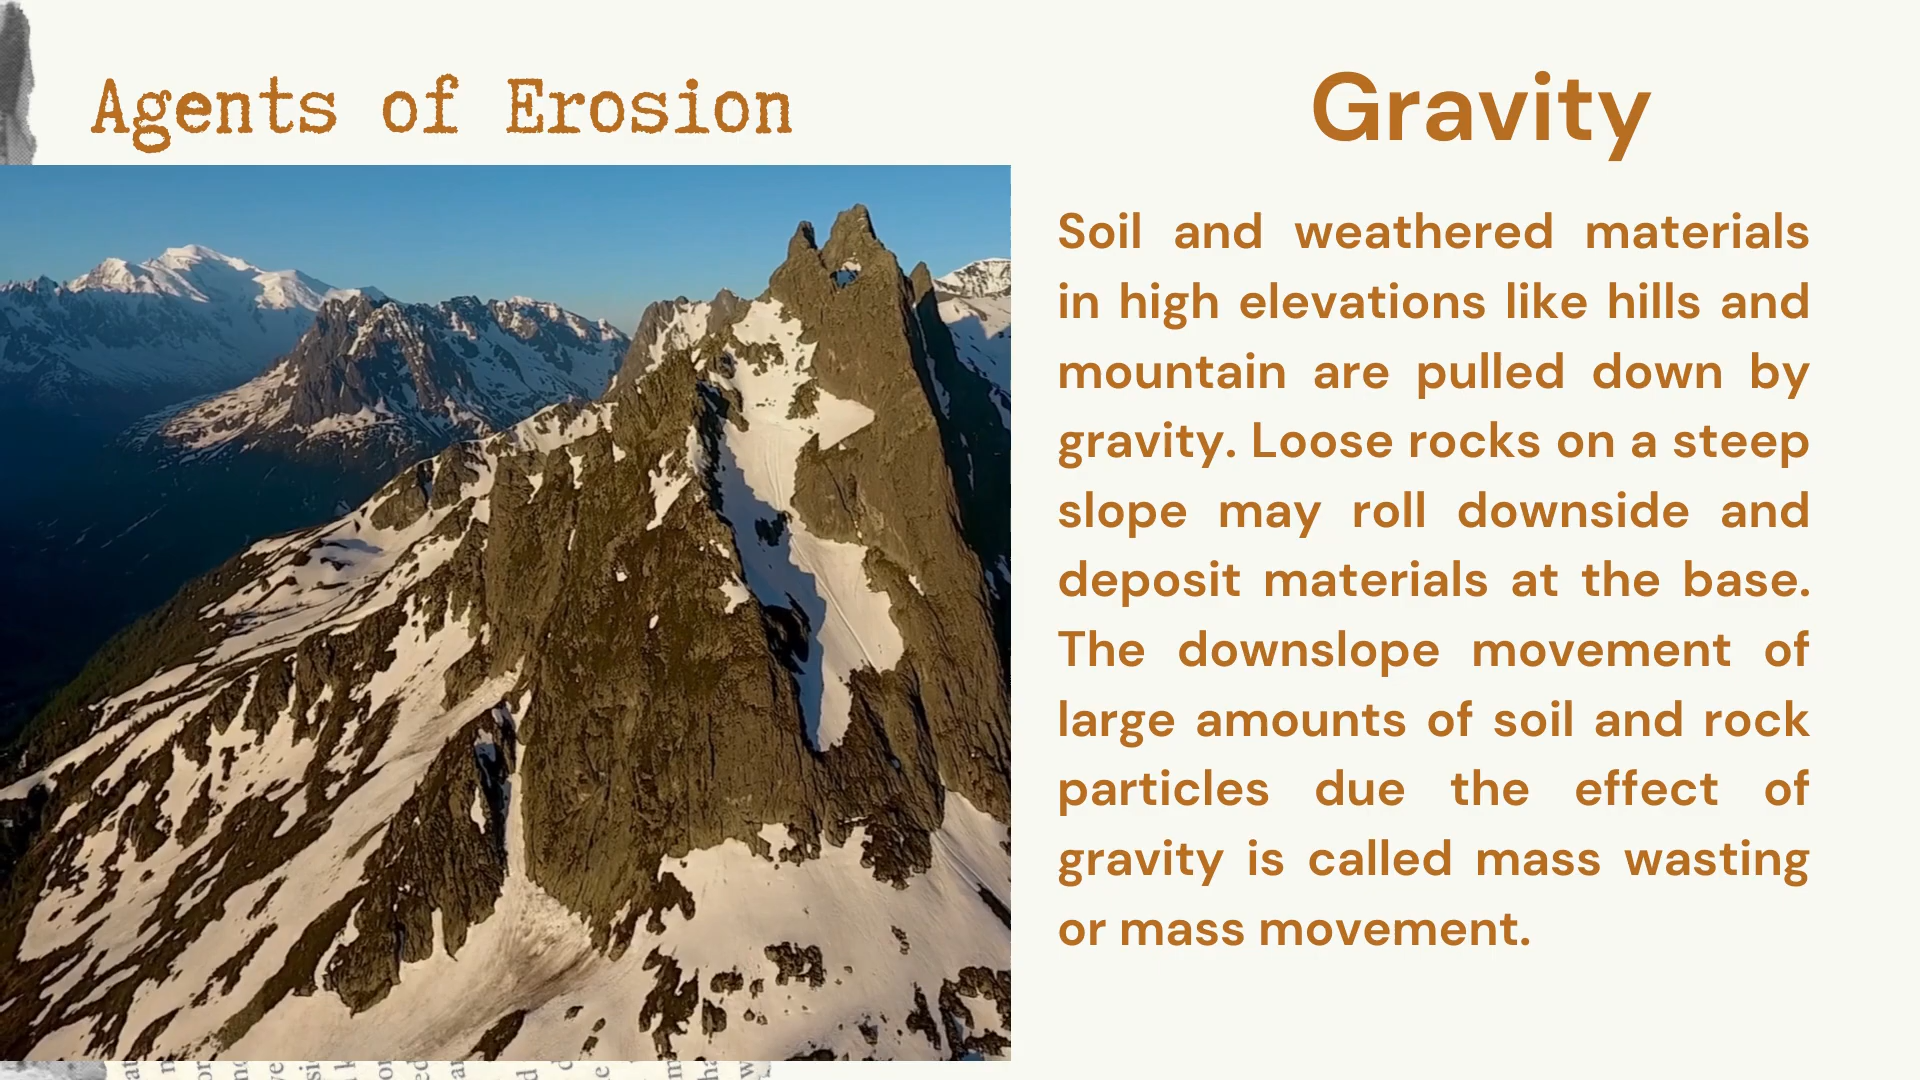 Agents of Erosion
Gravity
Soil and weathered materials
in high elevations like hills and
mountain are pulled down by
gravity. Loose rocks on a steep
slope may roll downside and
deposit materials at the base.
The downslope movement of
large amounts of soil and rock
particles due the effect of
gravity is called mass wasting
or mass movement.